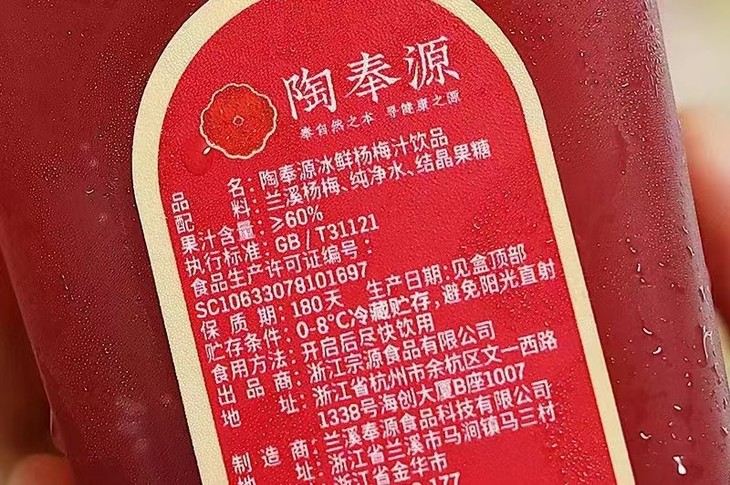 陶奉源
奉自然之本 寻健康之源
品名：陶奉源冰鲜杨梅汁饮品
配料：兰溪杨梅、纯净水、结晶果糖
果汁含量：≥60%
执行标准：GB/T31121
食品生产许可证编号：
SC10633078101697
保质期：180天 生产日期：见盒顶部
贮存条件：0-8℃冷藏贮存，避免阳光直射
食用方法：开启后尽快饮用
出品商：浙江宗源食品有限公司
地址：浙江省杭州市余杭区文一西路
1338号海创大厦B座1007
制造商：兰溪奉源食品科技有限公司
地址：浙江省兰溪市马涧镇马三村
浙江省金华市
177